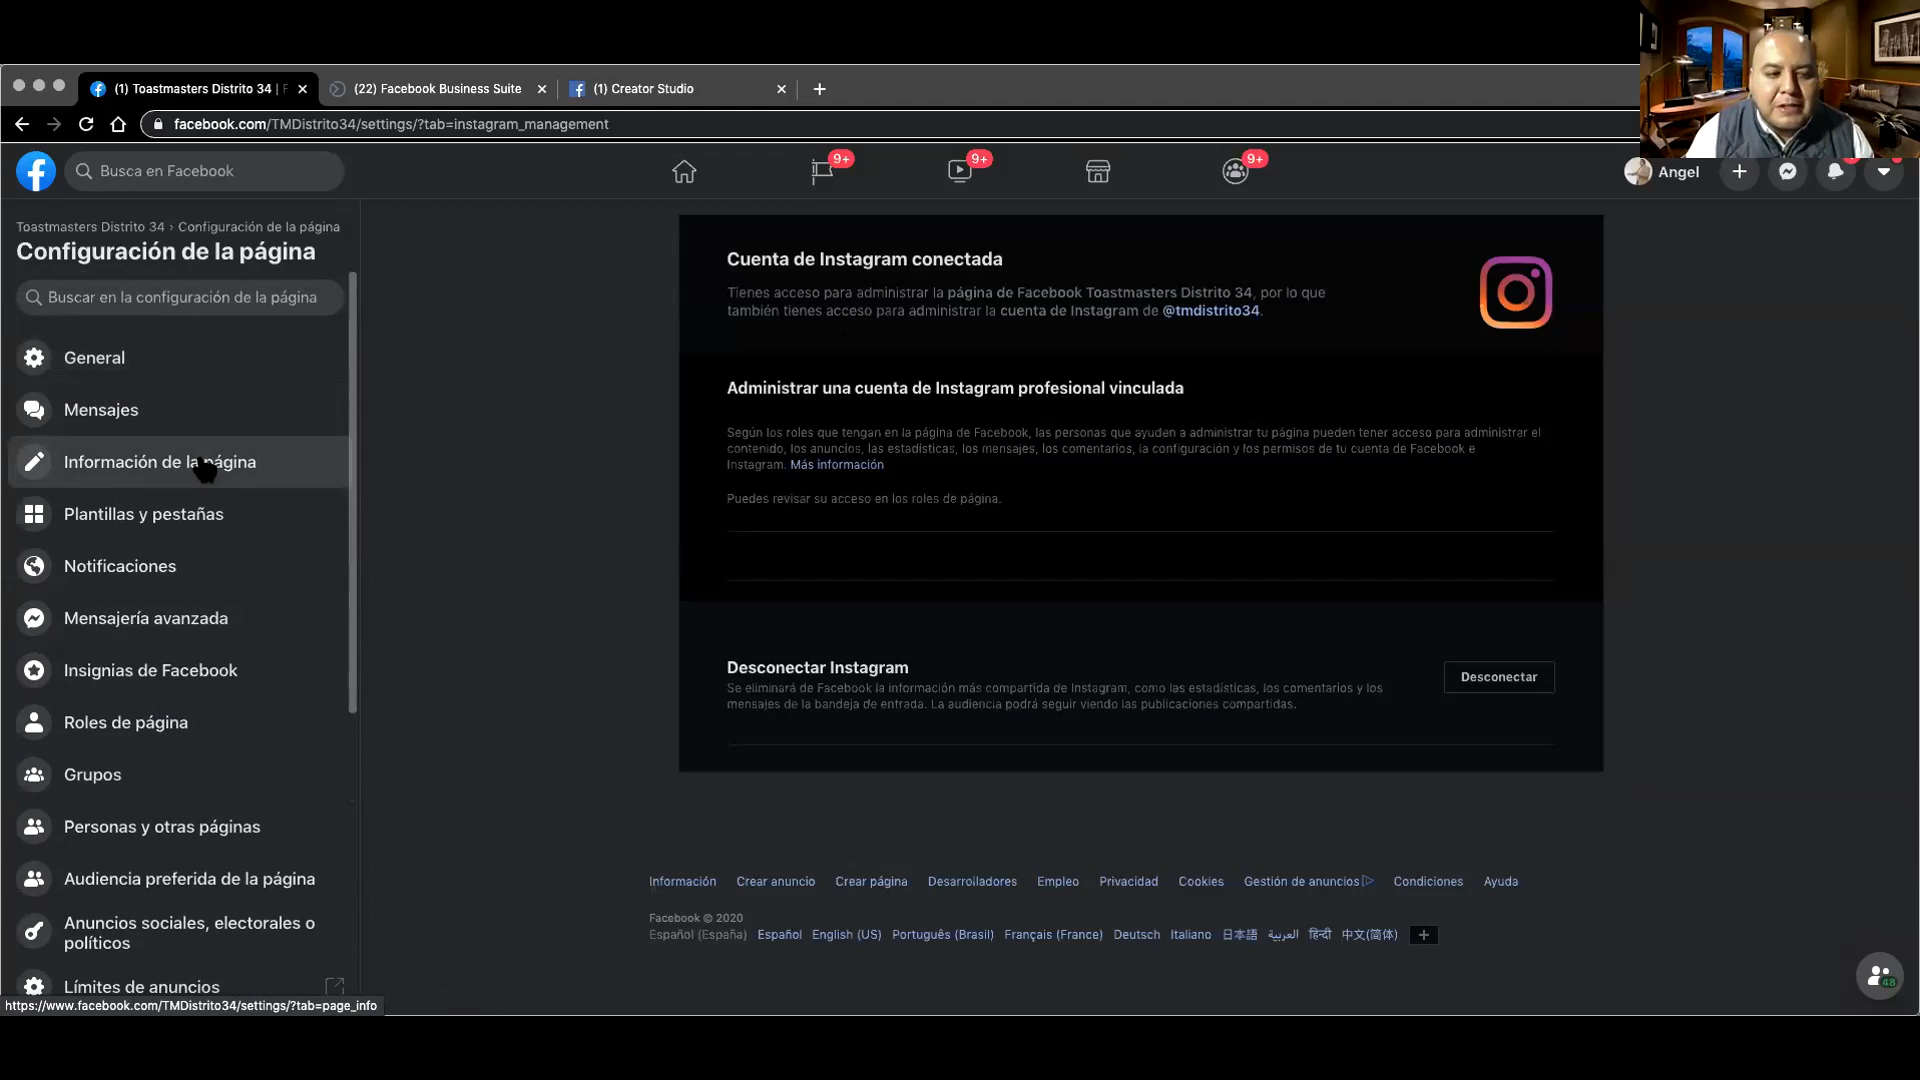 (1) Toastmasters Distrito 34 | F
(22) Facebook Business Suite
(1) Creator Studio
facebook.com/TMDistrito34/settings/?tab=instagram_management
Busca en Facebook
9+
9+
9+
Angel
Toastmasters Distrito 34 › Configuración de la página
Configuración de la página
Buscar en la configuración de la página
General
Mensajes
Información de la página
Plantillas y pestañas
Notificaciones
Mensajería avanzada
Insignias de Facebook
Roles de página
Grupos
Personas y otras páginas
Audiencia preferida de la página
Anuncios sociales, electorales o
políticos
Límites de anuncios
https://www.facebook.com/TMDistrito34/settings/?tab=page_info
Cuenta de Instagram conectada
Tienes acceso para administrar la página de Facebook Toastmasters Distrito 34, por lo que
también tienes acceso para administrar la cuenta de Instagram de @tmdistrito34.
Administrar una cuenta de Instagram profesional vinculada
Según los roles que tengan en la página de Facebook, las personas que ayuden a administrar tu página pueden tener acceso para administrar el
contenido, los anuncios, las estadísticas, los mensajes, los comentarios, la configuración y los permisos de tu cuenta de Facebook e
Instagram. Más información
Puedes revisar su acceso en los roles de página.
Desconectar Instagram
Se eliminará de Facebook la información más compartida de Instagram, como las estadísticas, los comentarios y los
mensajes de la bandeja de entrada. La audiencia podrá seguir viendo las publicaciones compartidas.
Desconectar
Información Crear anuncio Crear página Desarrolladores Empleo Privacidad Cookies Gestión de anuncios Condiciones Ayuda
Facebook © 2020
Español (España) Español English (US) Português (Brasil) Français (France) Deutsch Italiano 日本語 العربية हिन्दी 中文(简体)
48